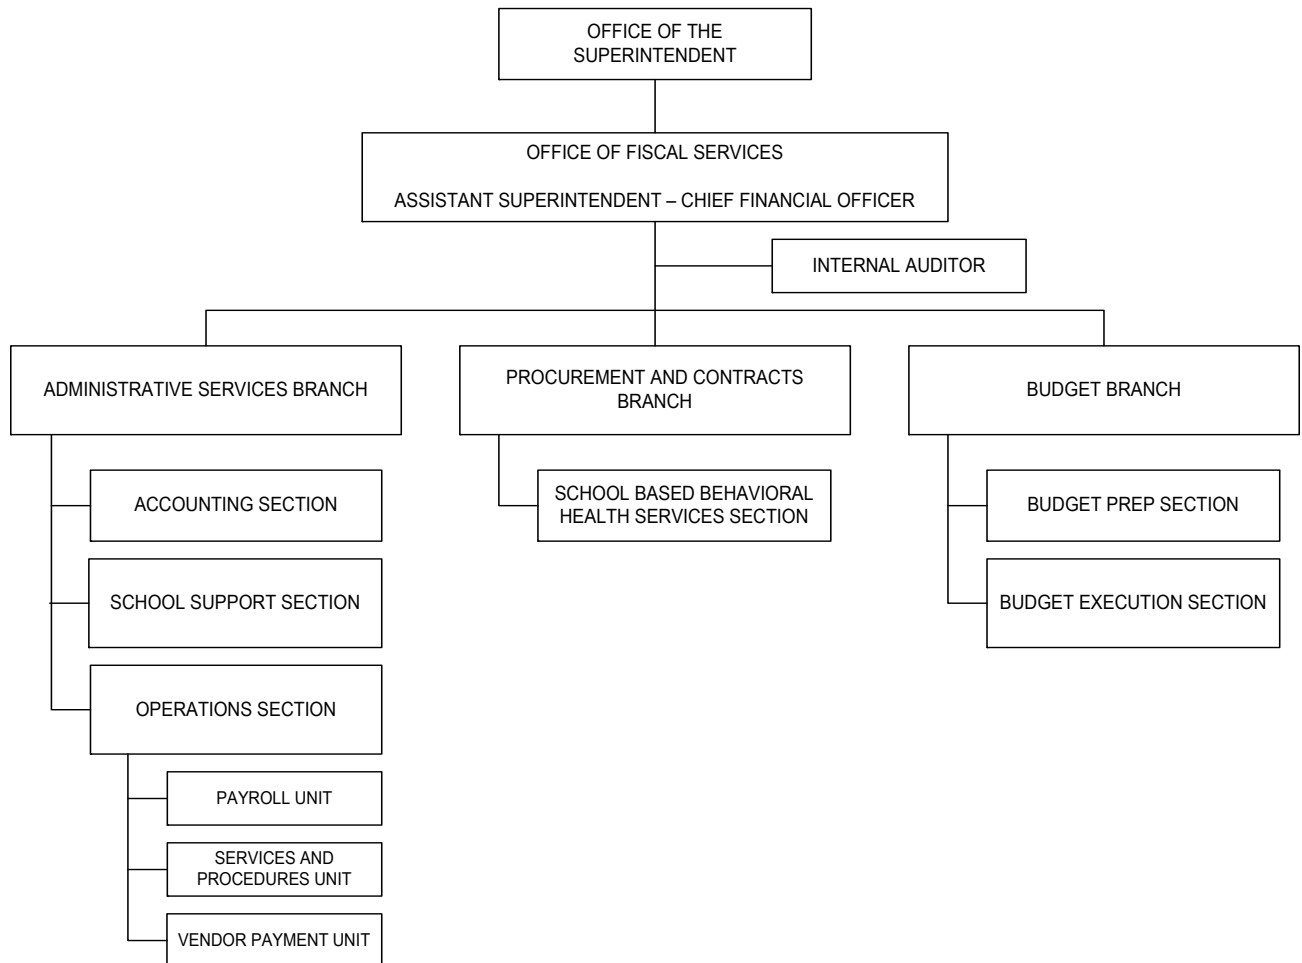 OFFICE OF THE
SUPERINTENDENT
OFFICE OF FISCAL SERVICES
ASSISTANT SUPERINTENDENT – CHIEF FINANCIAL OFFICER
INTERNAL AUDITOR
ADMINISTRATIVE SERVICES BRANCH
PROCUREMENT AND CONTRACTS
BRANCH
BUDGET BRANCH
ACCOUNTING SECTION
SCHOOL SUPPORT SECTION
OPERATIONS SECTION
PAYROLL UNIT
SERVICES AND
PROCEDURES UNIT
VENDOR PAYMENT UNIT
SCHOOL BASED BEHAVIORAL
HEALTH SERVICES SECTION
BUDGET PREP SECTION
BUDGET EXECUTION SECTION